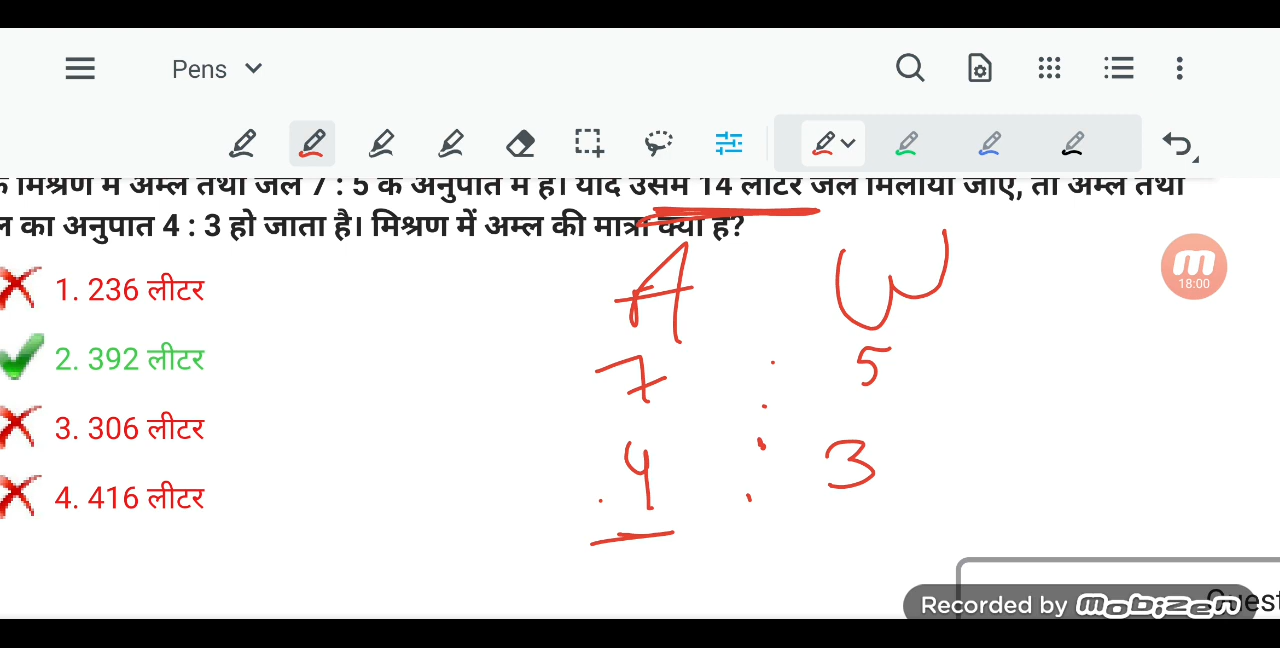 Pens
मिश्रण में अम्ल तथा जल 7 : 5 के अनुपात में है। यदि उसमें 14 लीटर जल मिलाया जाए, तो अम्ल तथा
का अनुपात 4 : 3 हो जाता है। मिश्रण में अम्ल की मात्रा क्या है?
A W
1. 236 लीटर
18:00
2. 392 लीटर
7 : 5
3. 306 लीटर
4 : 3
4. 416 लीटर
Recorded by mobizen